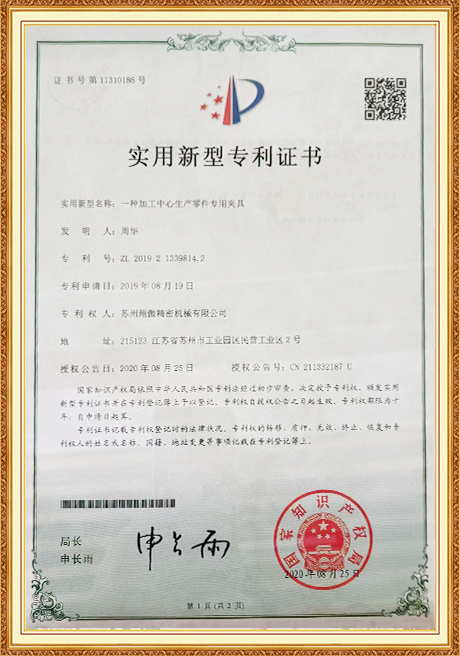 证书号第11310186号
实用新型专利证书
实用新型名称：一种加工中心生产零件专用夹具
发明人：周华
专利号：ZL 2019 2 1339814.2
专利申请日：2019年08月19日
专利权人：苏州翔傲精密机械有限公司
地址：215123 江苏省苏州市工业园区民营工业区2号
授权公告日：2020年08月25日 授权公告号：CN 211332187 U
国家知识产权局依照中华人民共和国专利法经过初步审查，决定授予专利权，颁发实用
新型专利证书并在专利登记簿上予以登记。专利权自授权公告之日起生效。专利权期限为十
年，自申请日起算。
专利证书记载专利权登记时的法律状况。专利权的转移、质押、无效、终止、恢复和专利
权人的姓名或名称、国籍、地址变更等事项记载在专利登记簿上。
局长
申长雨
申长雨
国家知识产权局
2020年08月25日
第1页(共2页)